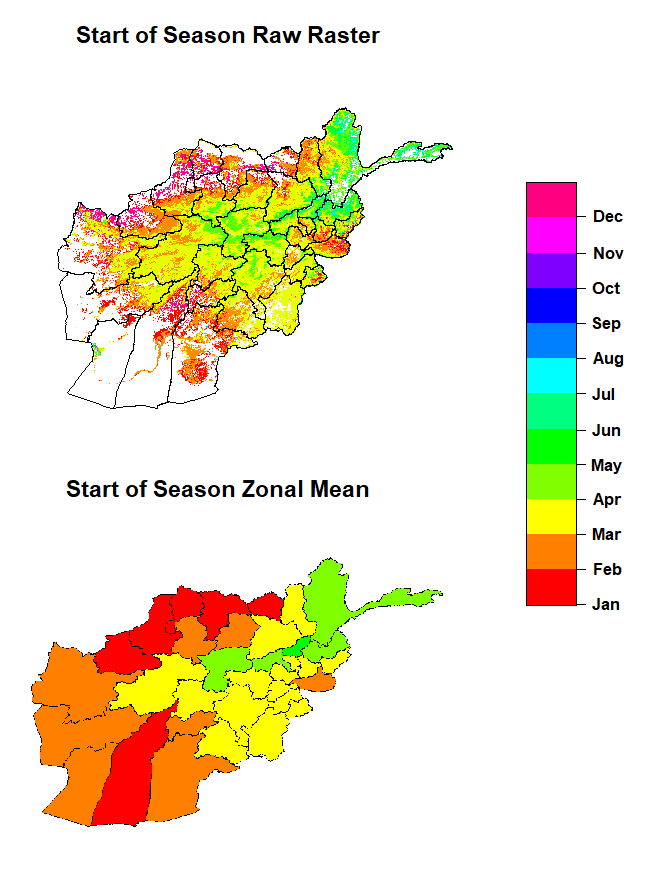 Start of Season Raw Raster
Dec
Nov
Oct
Sep
Aug
Jul
Jun
May
Apr
Mar
Feb
Jan
Start of Season Zonal Mean